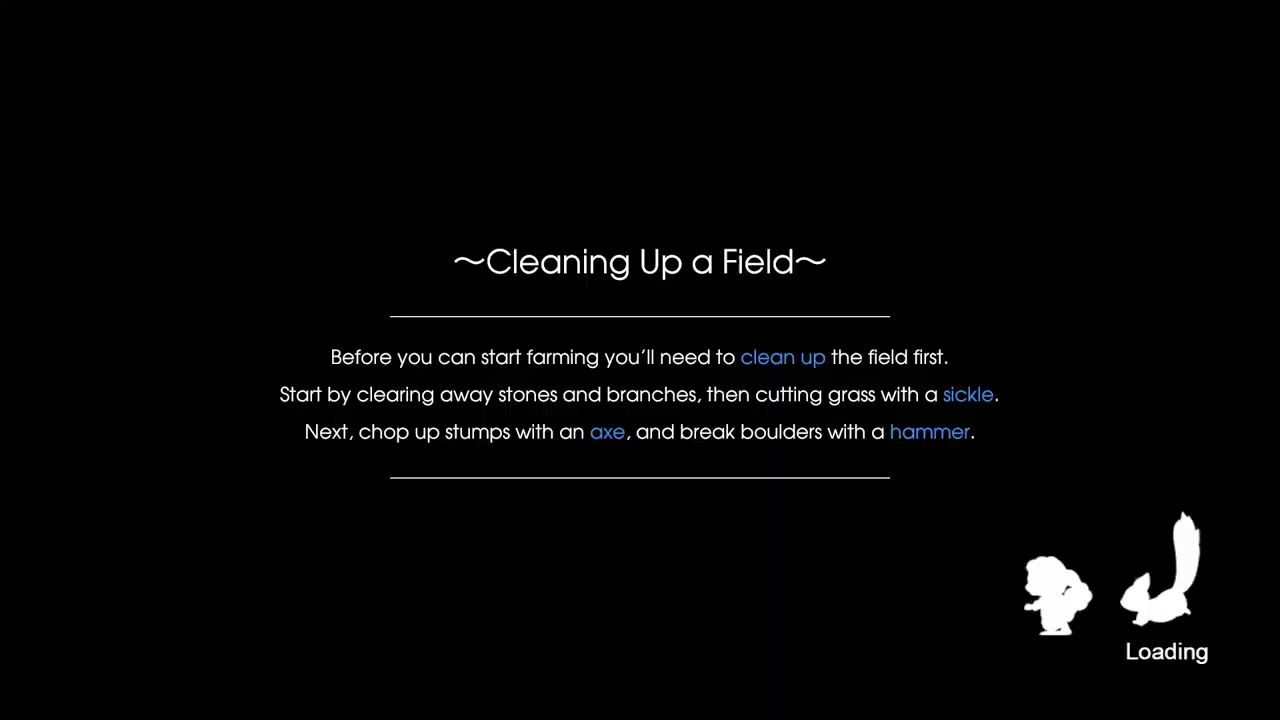 ～Cleaning Up a Field～
Before you can start farming you'll need to clean up the field first.
Start by clearing away stones and branches, then cutting grass with a sickle.
Next, chop up stumps with an axe, and break boulders with a hammer.
Loading